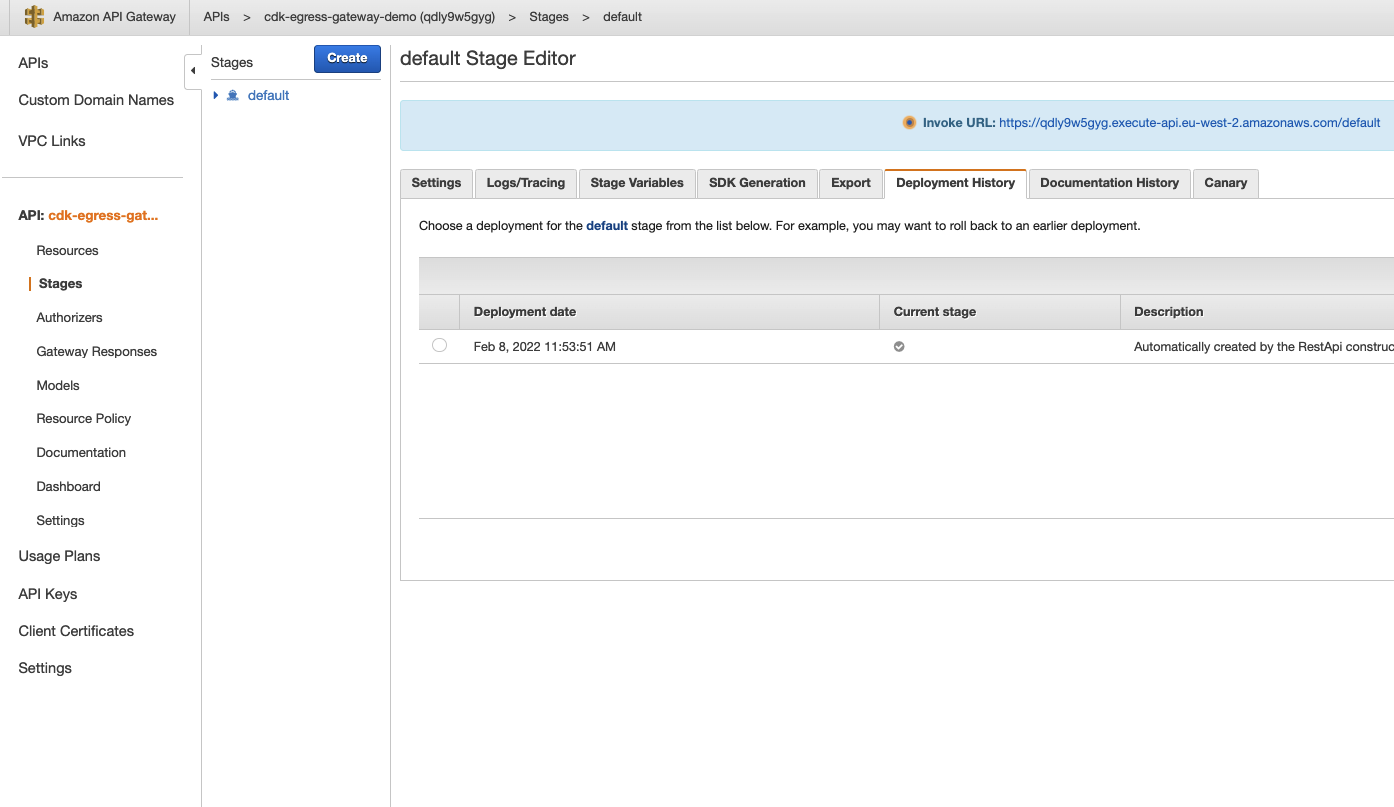 Amazon API Gateway APIs > cdk-egress-gateway-demo (qdly9w5gyg) > Stages > default
APIs
Custom Domain Names
VPC Links
API: cdk-egress-gat...
Resources
Stages
Authorizers
Gateway Responses
Models
Resource Policy
Documentation
Dashboard
Settings
Usage Plans
API Keys
Client Certificates
Settings
Stages Create
default
default Stage Editor
Invoke URL: https://qdly9w5gyg.execute-api.eu-west-2.amazonaws.com/default
Settings Logs/Tracing Stage Variables SDK Generation Export Deployment History Documentation History Canary
Choose a deployment for the default stage from the list below. For example, you may want to roll back to an earlier deployment.
Deployment date Current stage Description
Feb 8, 2022 11:53:51 AM Automatically created by the RestApi construc